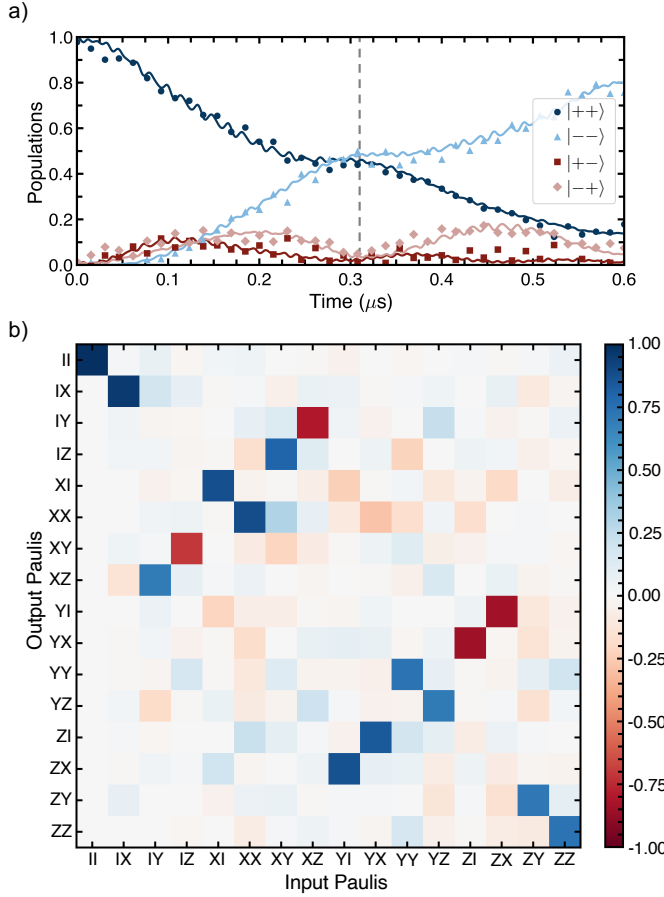 a)
Populations
1.0
0.8
0.6
0.4
0.2
0.0
|++⟩
|−−⟩
|+−⟩
|−+⟩
0.0 0.1 0.2 0.3 0.4 0.5 0.6
Time (μs)
b)
Output Paulis
II
IX
IY
IZ
XI
XX
XY
XZ
YI
YX
YY
YZ
ZI
ZX
ZY
ZZ
II IX IY IZ XI XX XY XZ YI YX YY YZ ZI ZX ZY ZZ
Input Paulis
1.00
0.75
0.50
0.25
0.00
-0.25
-0.50
-0.75
-1.00